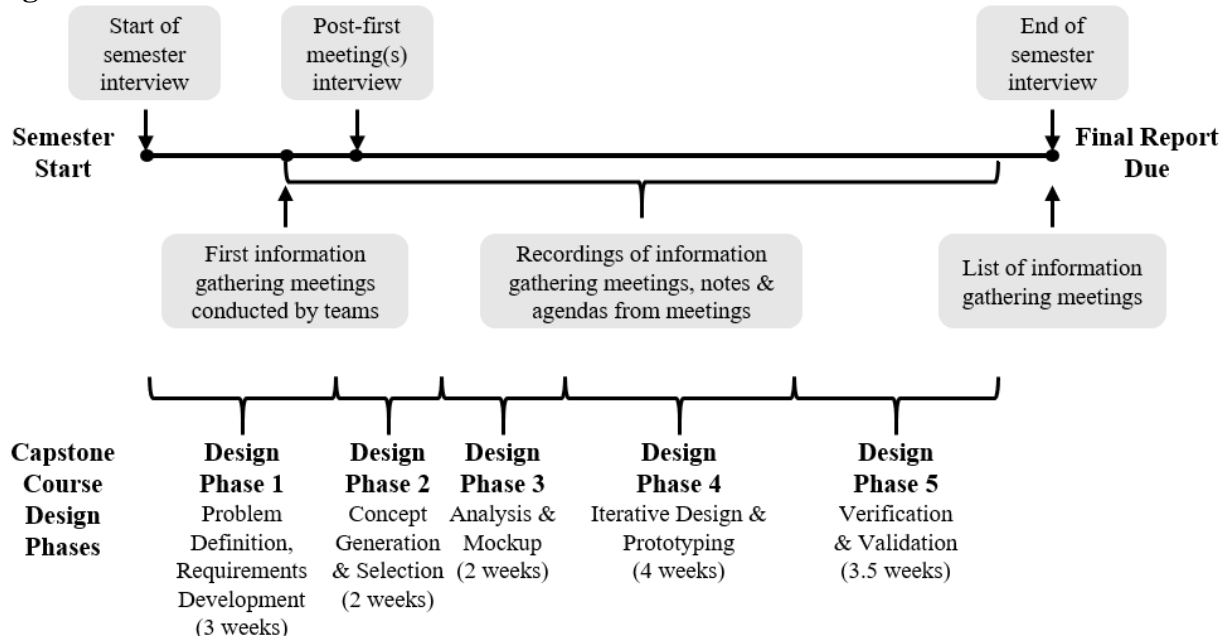 Start of
semester
interview
Post-first
meeting(s)
interview
End of
semester
interview
Semester
Start
Final Report
Due
First information
gathering meetings
conducted by teams
Recordings of information
gathering meetings, notes &
agendas from meetings
List of information
gathering meetings
Capstone
Course
Design
Phases
Design
Phase 1
Problem
Definition,
Requirements
Development
(3 weeks)
Design
Phase 2
Concept
Generation
& Selection
(2 weeks)
Design
Phase 3
Analysis &
Mockup
(2 weeks)
Design
Phase 4
Iterative Design &
Prototyping
(4 weeks)
Design
Phase 5
Verification
& Validation
(3.5 weeks)